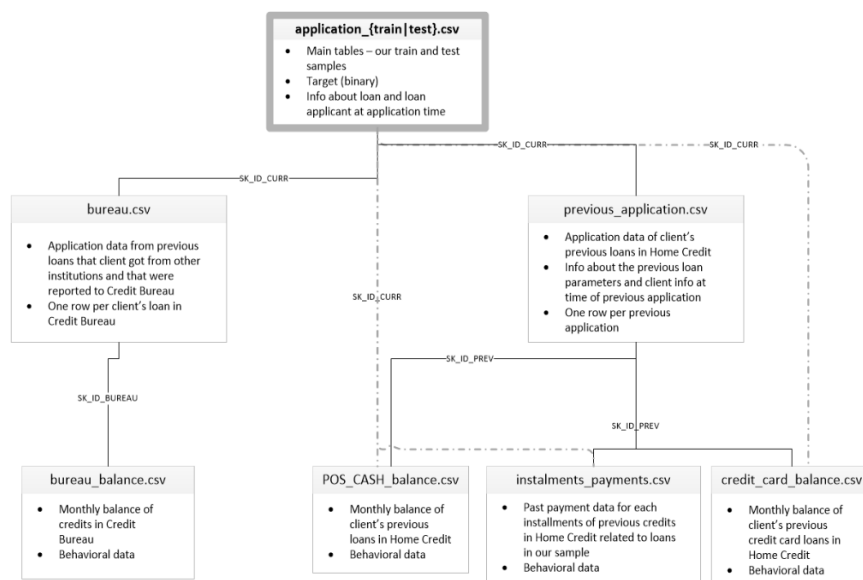 application_{train|test}.csv
• Main tables – our train and test
samples
• Target (binary)
• Info about loan and loan
applicant at application time
SK_ID_CURR
SK_ID_CURR
SK_ID_CURR
bureau.csv
• Application data from previous
loans that client got from other
institutions and that were
reported to Credit Bureau
• One row per client's loan in
Credit Bureau
SK_ID_CURR
previous_application.csv
• Application data of client's
previous loans in Home Credit
• Info about the previous loan
parameters and client info at
time of previous application
• One row per previous
application
SK_ID_PREV
SK_ID_BUREAU
SK_ID_PREV
bureau_balance.csv
• Monthly balance of
credits in Credit
Bureau
• Behavioral data
POS_CASH_balance.csv
• Monthly balance of
client's previous
loans in Home Credit
• Behavioral data
instalments_payments.csv
• Past payment data for each
installments of previous credits
in Home Credit related to loans
in our sample
• Behavioral data
credit_card_balance.csv
• Monthly balance of
client's previous
credit card loans in
Home Credit
• Behavioral data